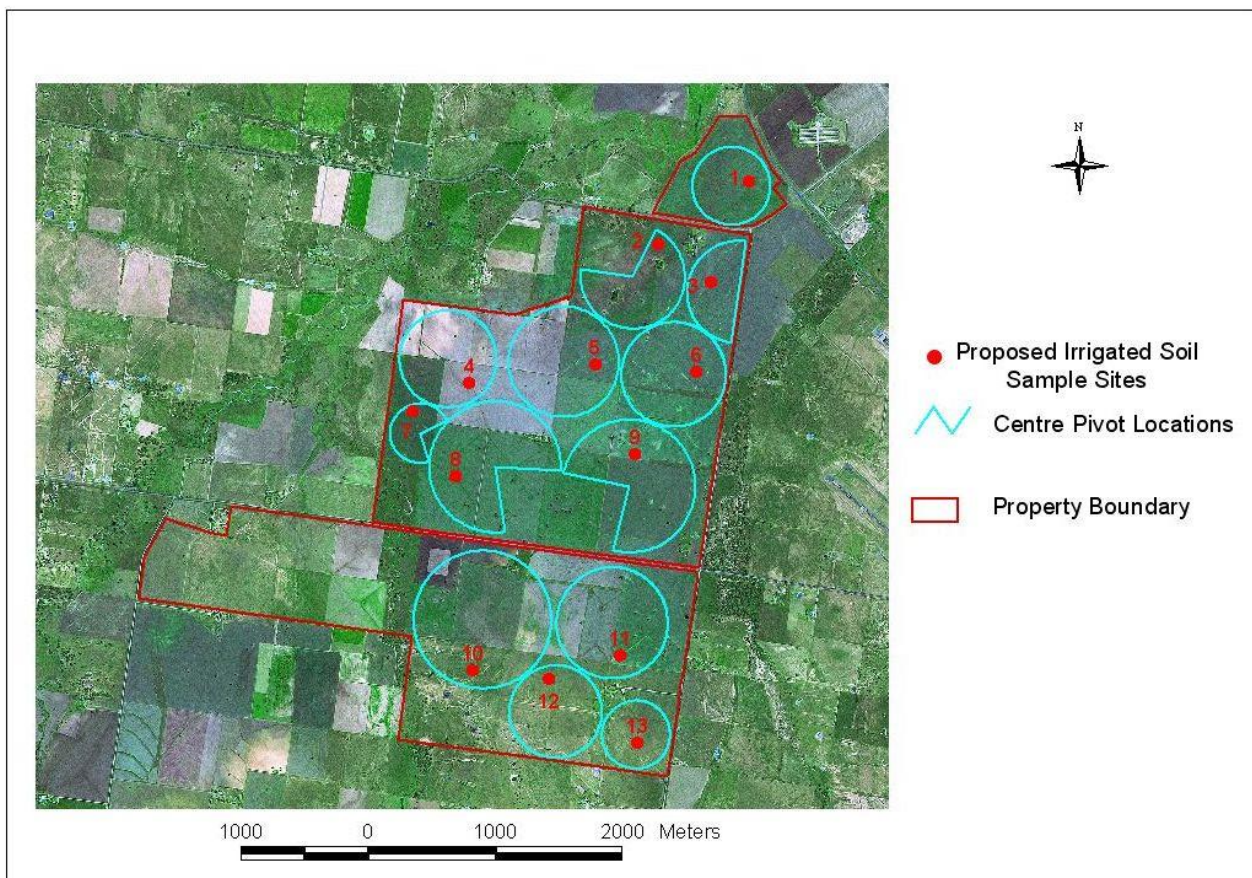 N
1
2
3
5
6
4
7
9
8
11
10
12
13
Proposed Irrigated Soil
Sample Sites
Centre Pivot Locations
Property Boundary
1000 0 1000 2000 Meters